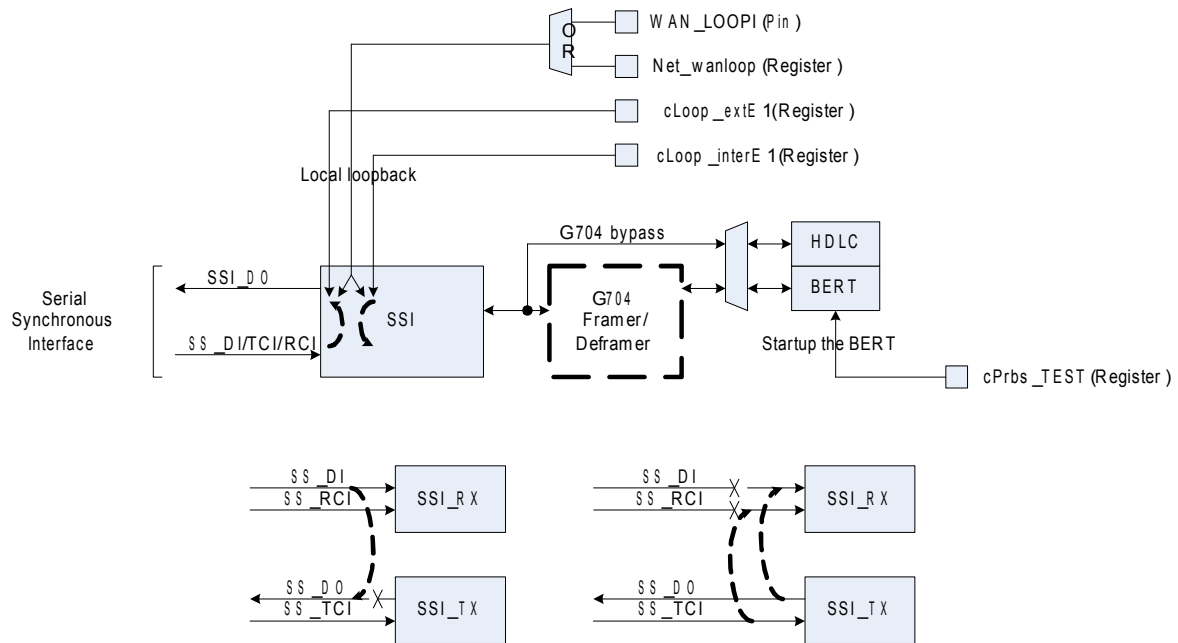 WAN_LOOPI (Pin)
OR
Net_wanloop (Register)
cLoop_extE1(Register)
cLoop_interE1(Register)
Local loopback
G704 bypass
HDLC
BERT
SSI_DO
Serial
Synchronous
Interface
SSI
G704
Framer/
Deframer
SS_DI/TCI/RCI
Startup the BERT
cPrbs_TEST (Register)
SS_DI
SS_RCI
SSI_RX
SS_DO
SS_TCI
SSI_TX
SS_DI
SS_RCI
SSI_RX
SS_DO
SS_TCI
SSI_TX